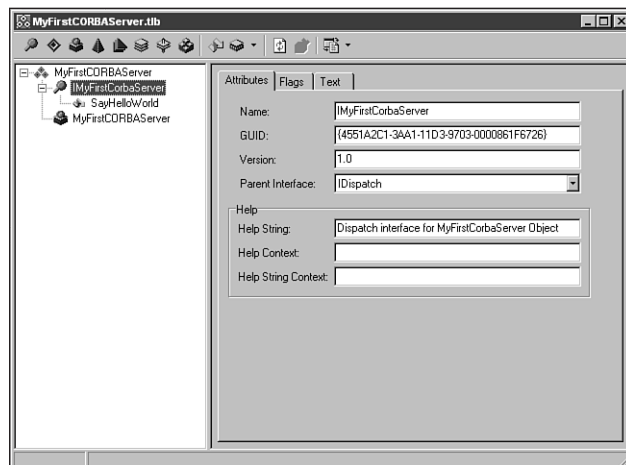 MyFirstCORBAServer.tlb
MyFirstCORBAServer
IMyFirstCorbaServer
SayHelloWorld
MyFirstCORBAServer
Attributes Flags Text
Name: IMyFirstCorbaServer
GUID: {4551A2C1-3AA1-11D3-9703-0000861F6726}
Version: 1.0
Parent Interface: IDispatch
Help
Help String: Dispatch interface for MyFirstCorbaServer Object
Help Context:
Help String Context: